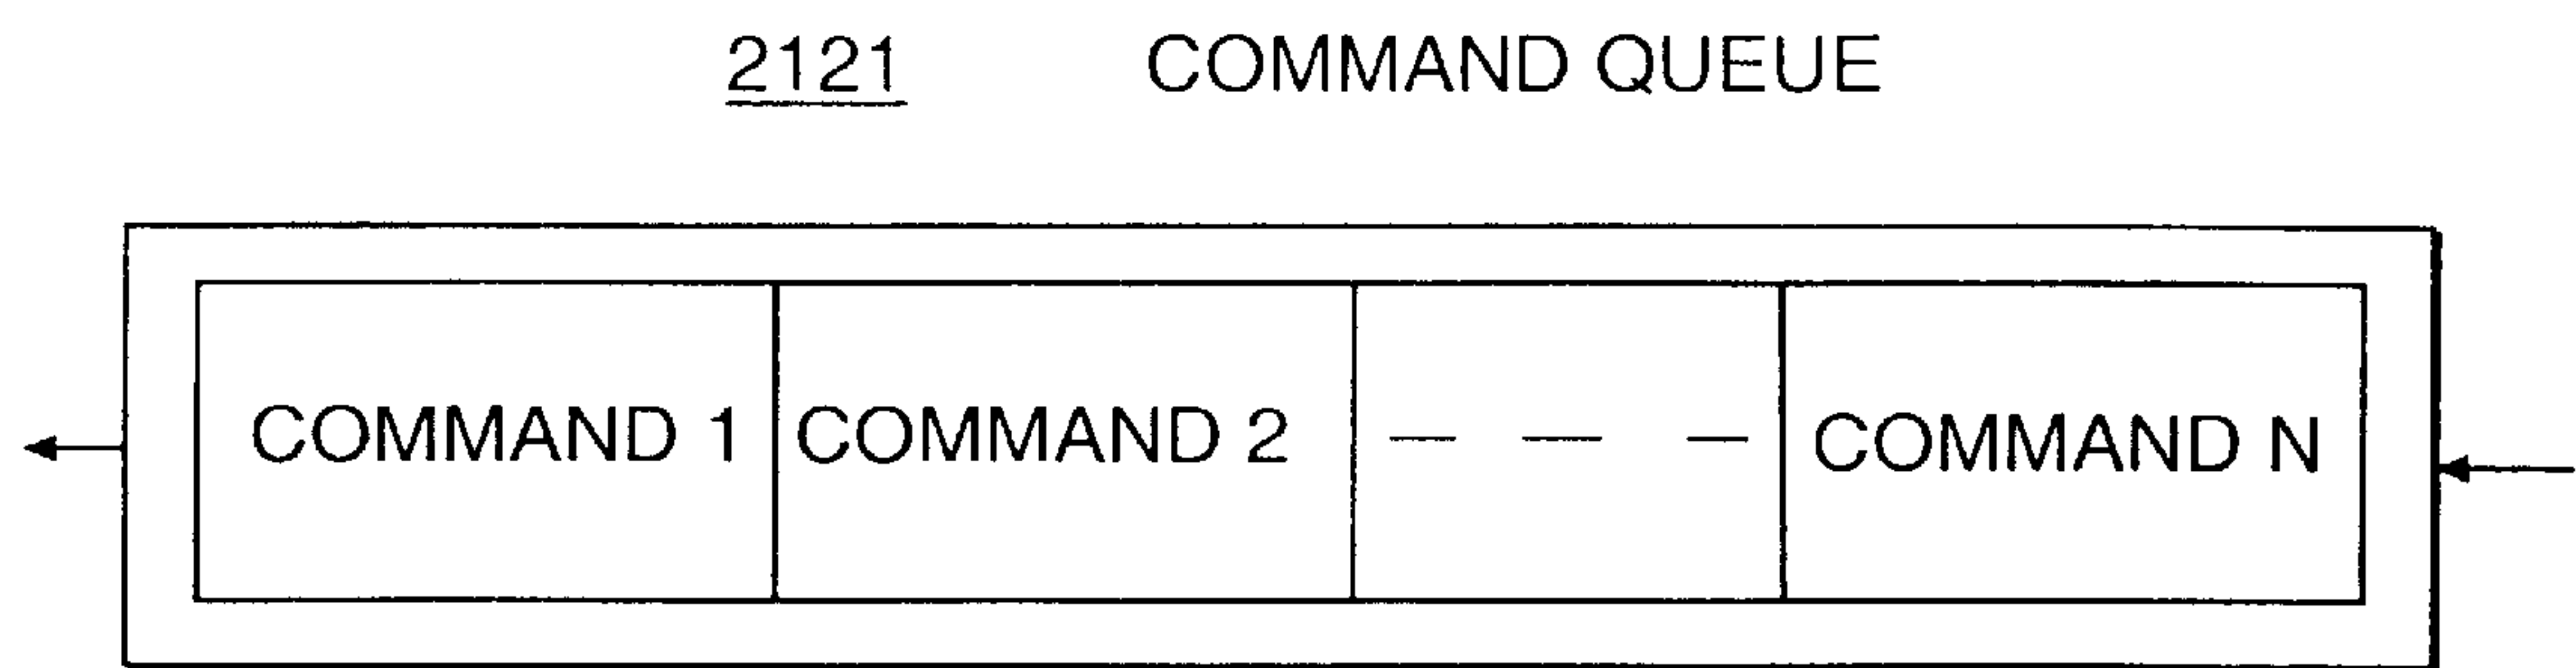 2121 COMMAND QUEUE
COMMAND 1 COMMAND 2 — — — COMMAND N